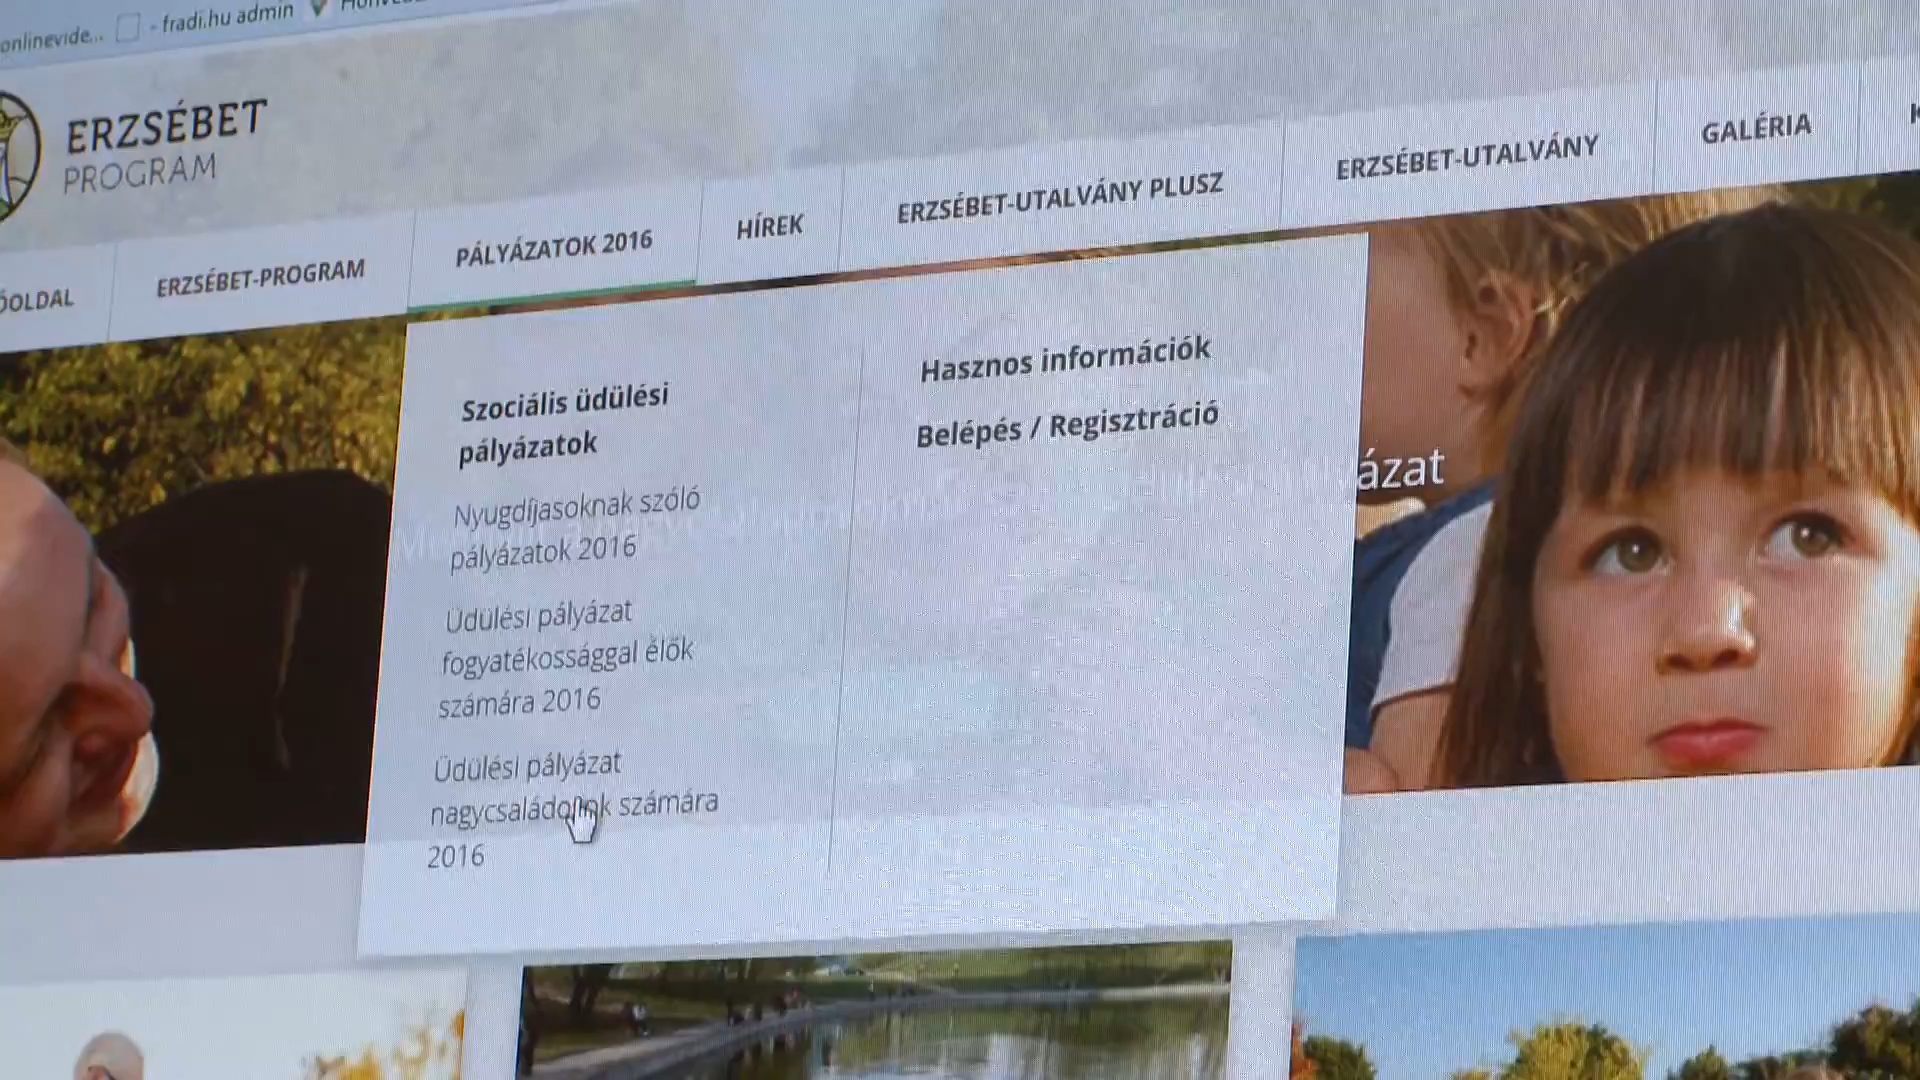 onlinevide...
- fradi.hu admin
ERZSÉBET
PROGRAM
ERZSÉBET-PROGRAM
PÁLYÁZATOK 2016
HÍREK
ERZSÉBET-UTALVÁNY PLUSZ
ERZSÉBET-UTALVÁNY
GALÉRIA
Szociális üdülési
pályázatok
Nyugdíjasoknak szóló
pályázatok 2016
Üdülési pályázat
fogyatékossággal élők
számára 2016
Üdülési pályázat
nagycsaládosok számára
2016
Hasznos információk
Belépés / Regisztráció
ázat